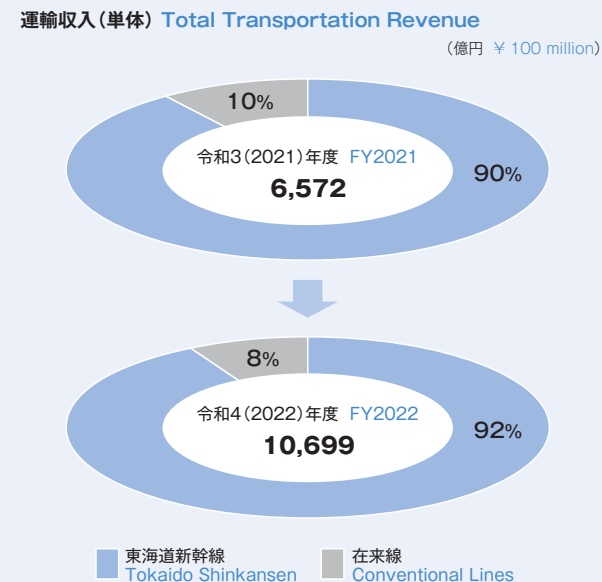 運輸収入（単体） Total Transportation Revenue
（億円 ￥100 million）
10%
令和3（2021）年度 FY2021
6,572
90%
8%
令和4（2022）年度 FY2022
10,699
92%
東海道新幹線
Tokaido Shinkansen
在来線
Conventional Lines